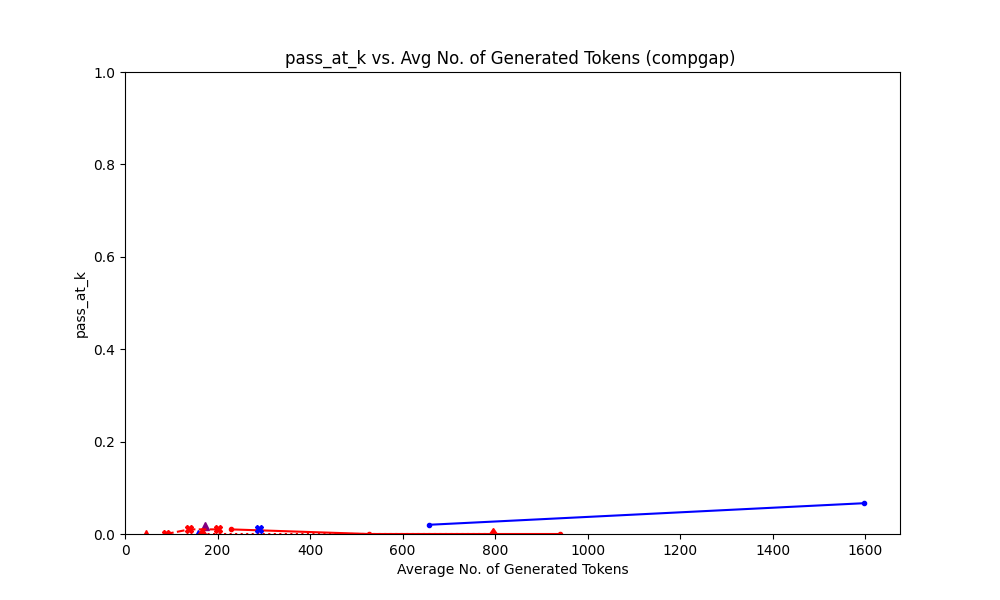 pass_at_k vs. Avg No. of Generated Tokens (compgap)
1.0
0.8
0.6
0.4
0.2
0.0
pass_at_k
0 200 400 600 800 1000 1200 1400 1600
Average No. of Generated Tokens